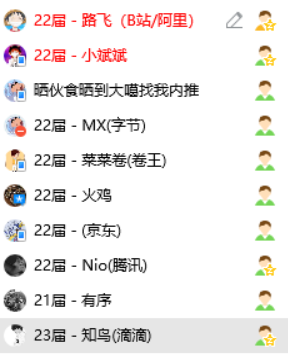 22届 - 路飞（B站/阿里）
22届 - 小斌斌
晒伙食晒到大噶找我内推
22届 - MX(字节)
22届 - 菜菜卷(卷王)
22届 - 火鸡
22届 - (京东)
22届 - Nio(腾讯)
21届 - 有序
23届 - 知鸟(滴滴)